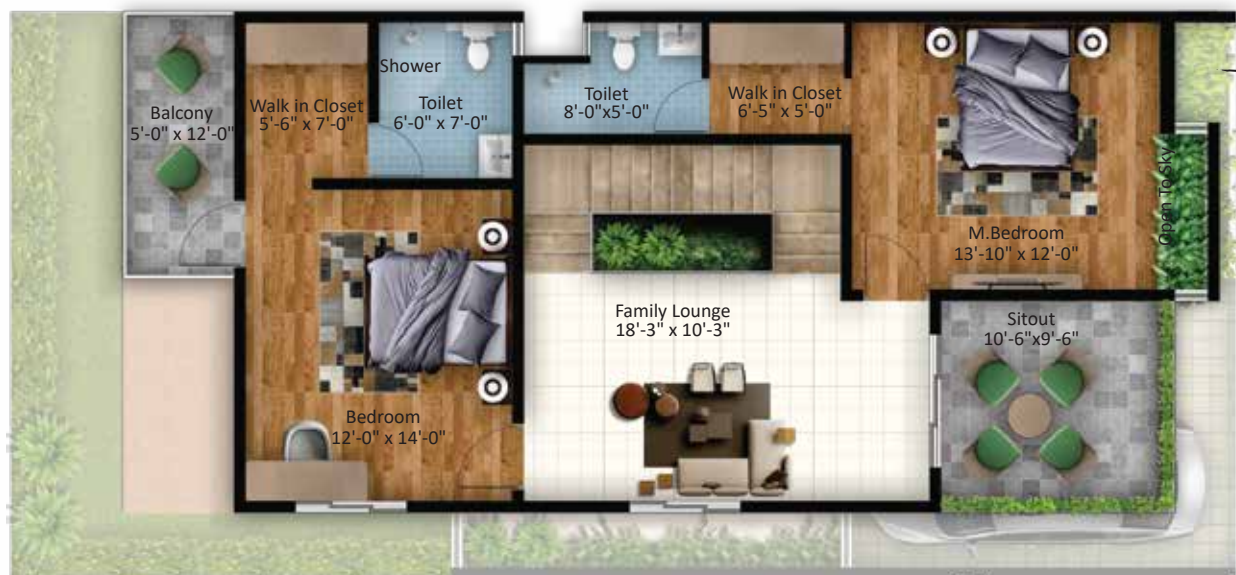 Balcony
5'-0" x 12'-0"
Walk in Closet
5'-6" x 7'-0"
Shower
Toilet
6'-0" x 7'-0"
Toilet
8'-0"x5'-0"
Walk in Closet
6'-5" x 5'-0"
M.Bedroom
13'-10" x 12'-0"
Open To Sky
Family Lounge
18'-3" x 10'-3"
Sitout
10'-6"x9'-6"
Bedroom
12'-0" x 14'-0"